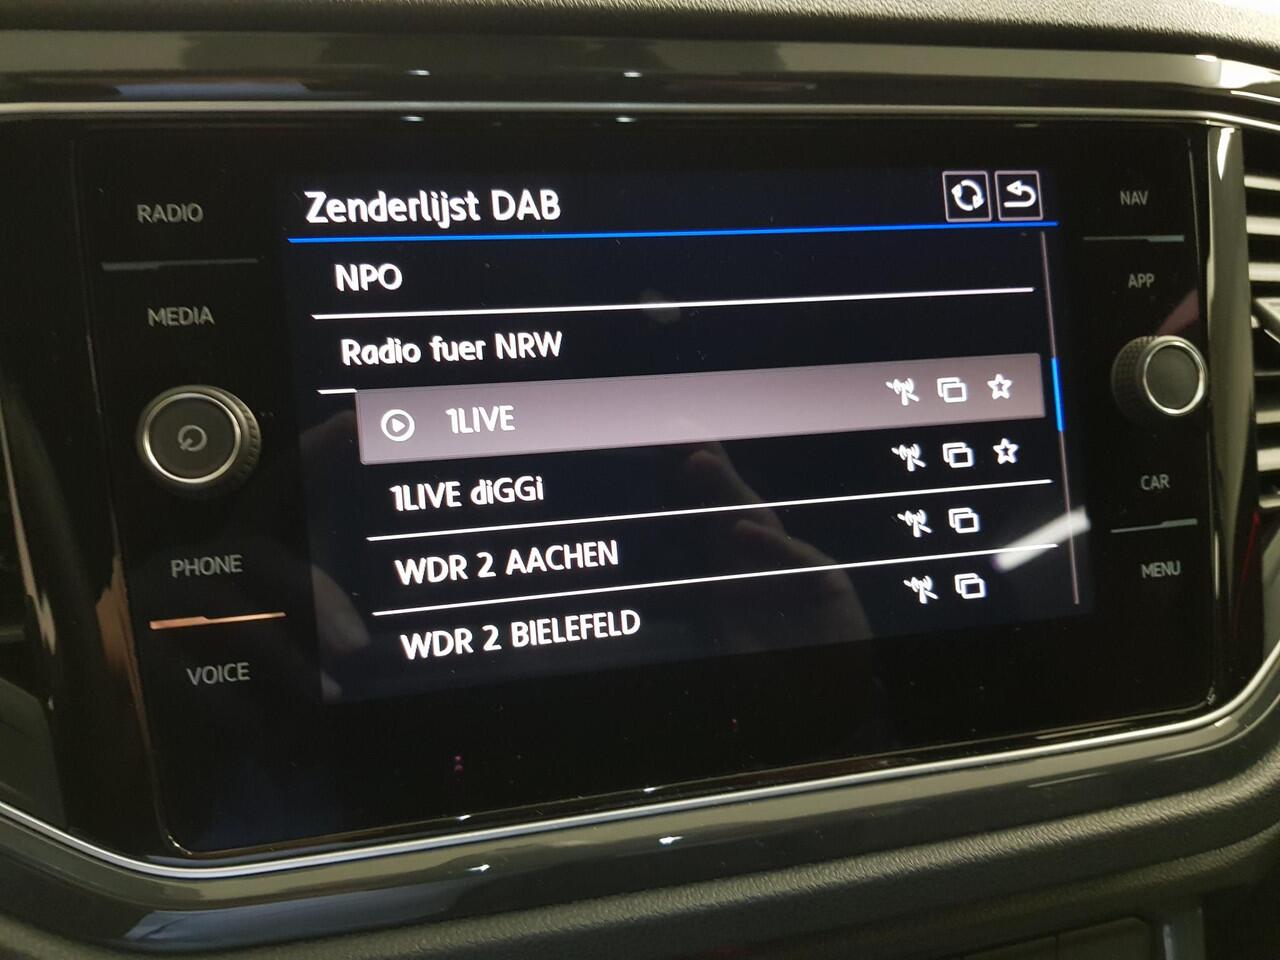 RADIO
MEDIA
PHONE
VOICE
Zenderlijst DAB
NPO
Radio fuer NRW
1LIVE
1LIVE diGGi
WDR 2 AACHEN
WDR 2 BIELEFELD
NAV
APP
CAR
MENU